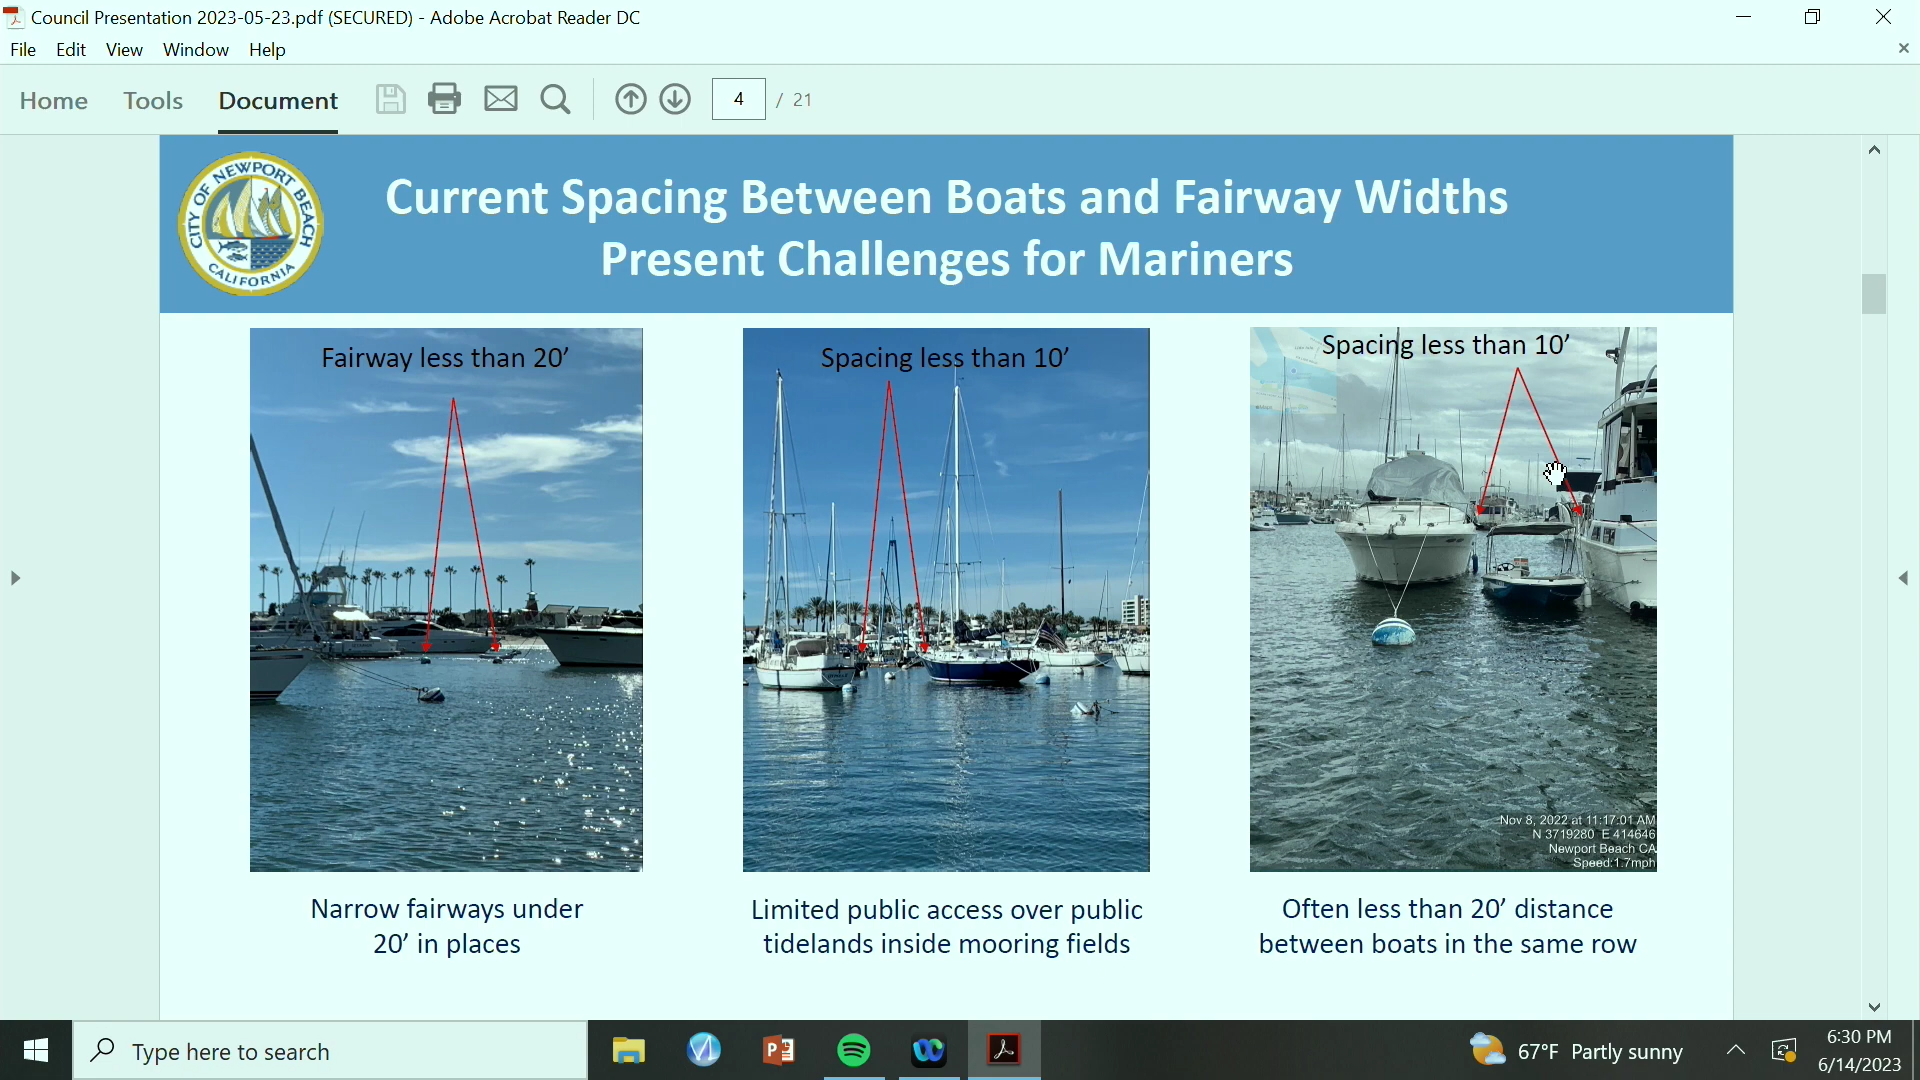 Council Presentation 2023-05-23.pdf (SECURED) - Adobe Acrobat Reader DC
File Edit View Window Help
Home Tools Document 4 / 21
CITY OF NEWPORT BEACH
CALIFORNIA
Current Spacing Between Boats and Fairway Widths
Present Challenges for Mariners
Fairway less than 20’
Spacing less than 10’
Spacing less than 10’
Nov 8, 2022 at 11:17:01 AM
N 3719280 E 414646
Newport Beach CA
Speed:1.7mph
Narrow fairways under
20’ in places
Limited public access over public
tidelands inside mooring fields
Often less than 20’ distance
between boats in the same row
Type here to search
67°F Partly sunny
6:30 PM
6/14/2023